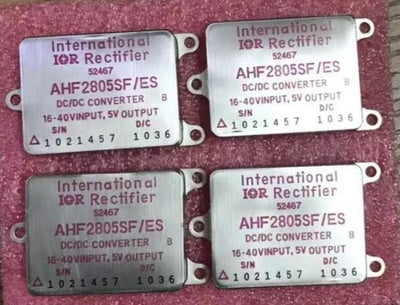 International
IOR Rectifier
52467
AHF2805SF/ES
DC/DC CONVERTER B
16-40VINPUT, 5V OUTPUT
S/N D/C
1021457 1036
International
IOR Rectifier
52467
AHF2805SF/ES
DC/DC CONVERTER B
16-40VINPUT, 5V OUTPUT
S/N D/C
1021457 1036
International
IOR Rectifier
52467
AHF2805SF/ES
DC/DC CONVERTER B
16-40VINPUT, 5V OUTPUT
S/N D/C
1021457 1036
International
IOR Rectifier
52467
AHF2805SF/ES
DC/DC CONVERTER B
16-40VINPUT, 5V OUTPUT
S/N D/C
1021457 1036